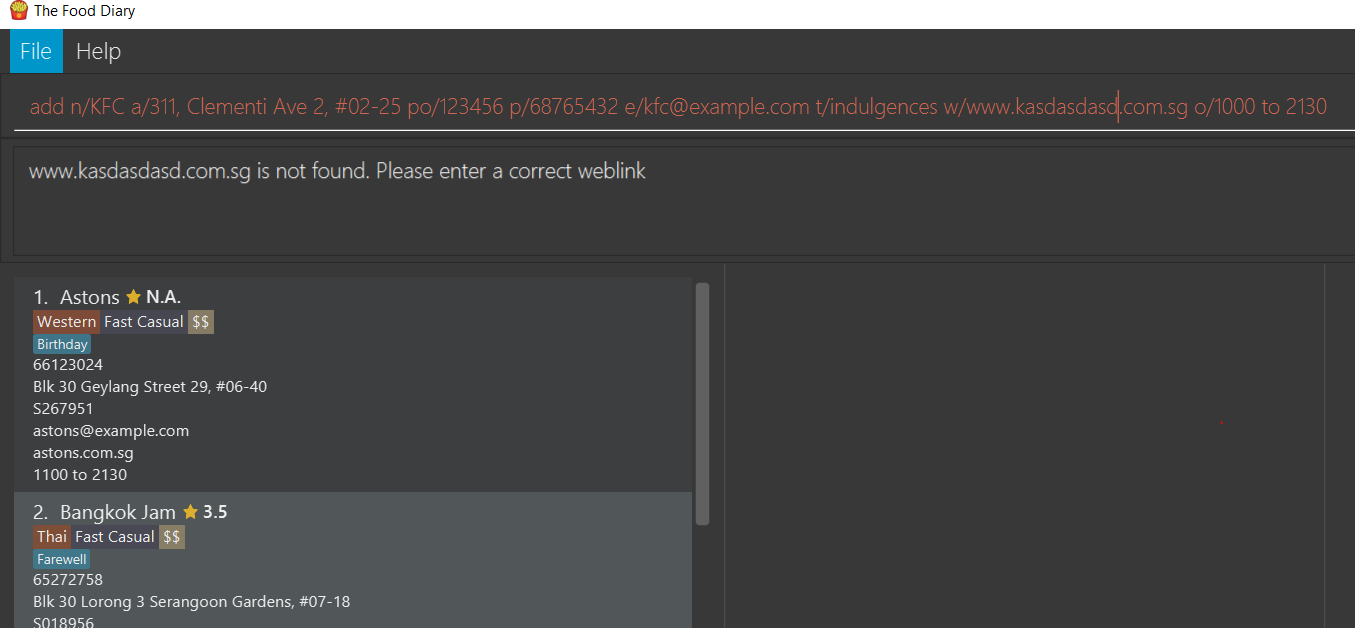 The Food Diary
File Help
add n/KFC a/311, Clementi Ave 2, #02-25 po/123456 p/68765432 e/kfc@example.com t/indulgences w/www.kasdasdasd.com.sg o/1000 to 2130
www.kasdasdasd.com.sg is not found. Please enter a correct weblink
1. Astons N.A.
Western Fast Casual $$
Birthday
66123024
Blk 30 Geylang Street 29, #06-40
S267951
astons@example.com
astons.com.sg
1100 to 2130
2. Bangkok Jam 3.5
Thai Fast Casual $$
Farewell
65272758
Blk 30 Lorong 3 Serangoon Gardens, #07-18
S018956